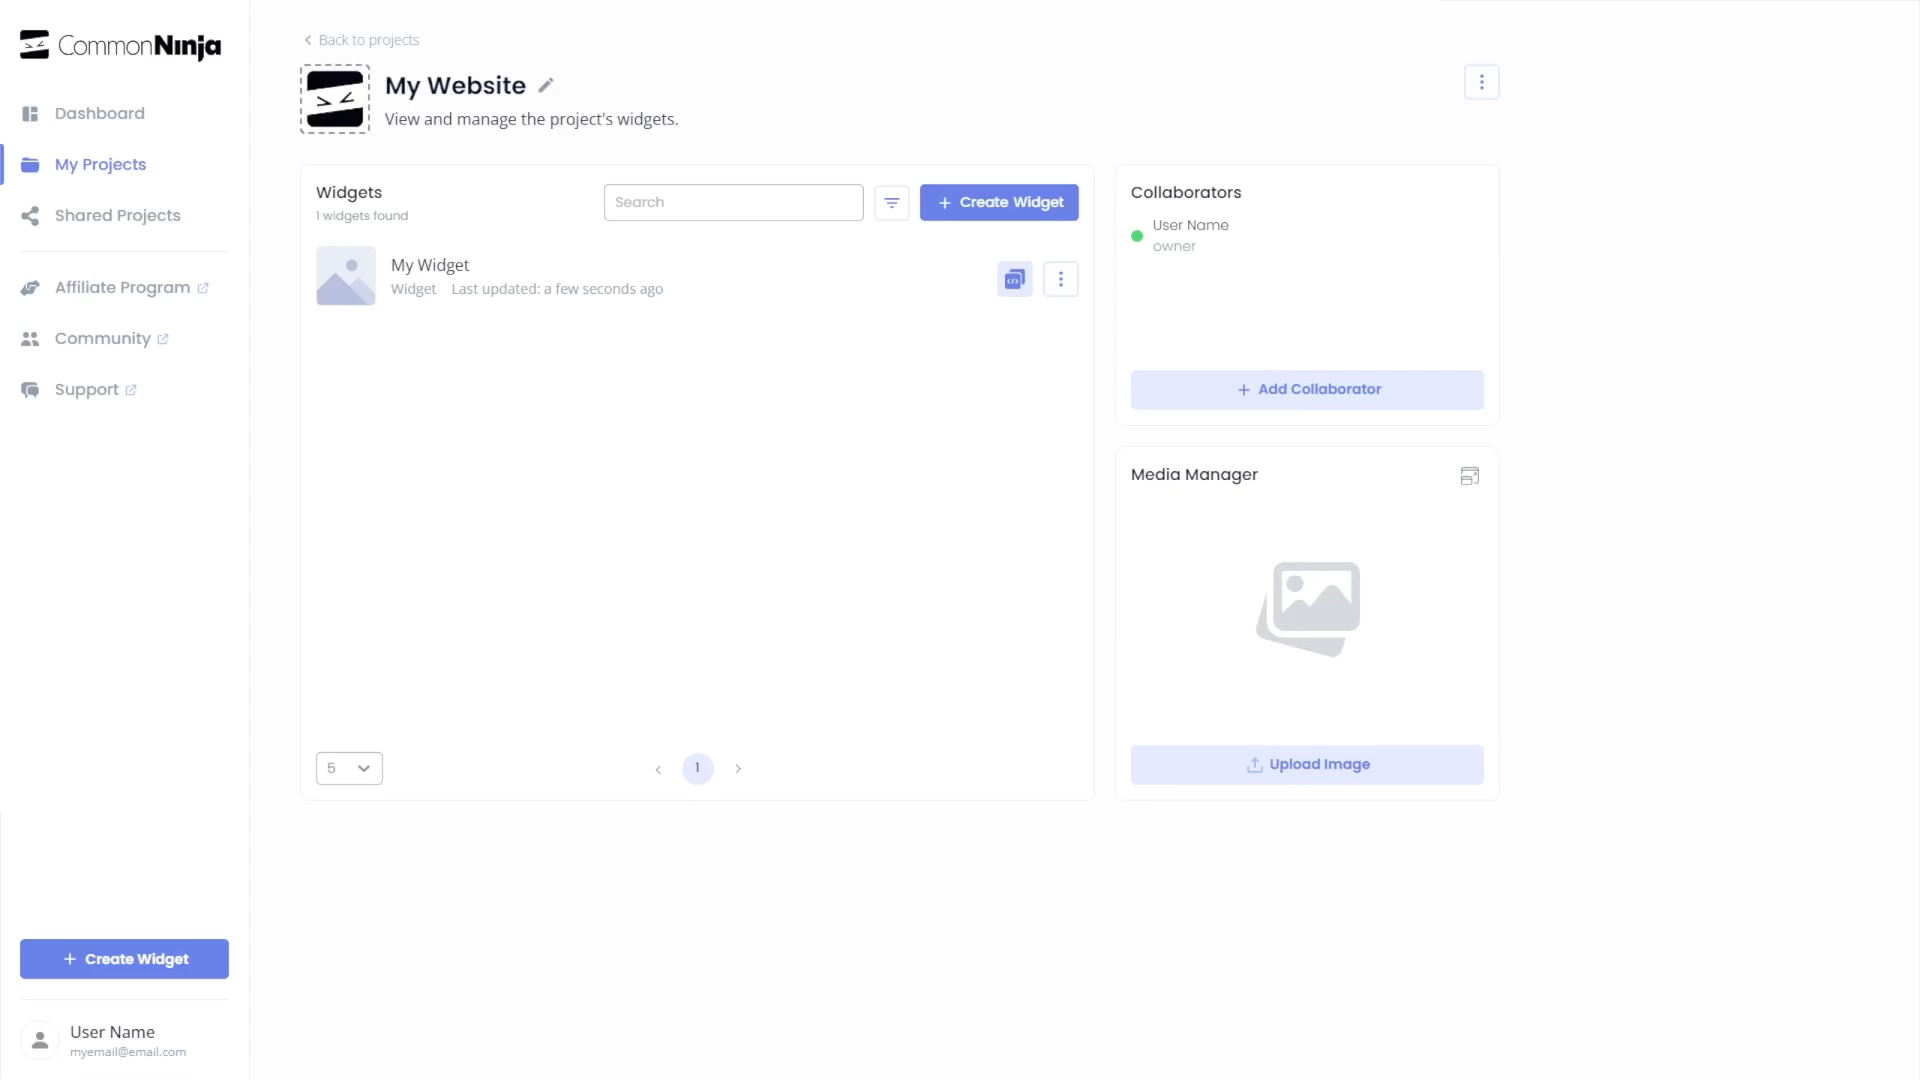 CommonNinja
Dashboard
My Projects
Shared Projects
Affiliate Program
Community
Support
Create Widget
User Name
myemail@email.com
Back to projects
My Website
View and manage the project's widgets.
Widgets
1 widgets found
Search
Create Widget
My Widget
Widget Last updated: a few seconds ago
5
1
Collaborators
User Name
owner
Add Collaborator
Media Manager
Upload Image